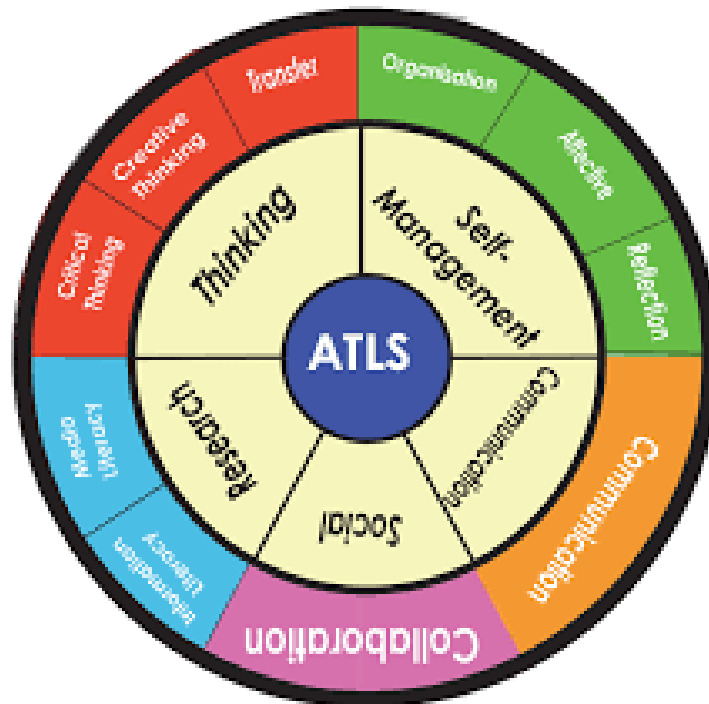 Transfer
Organisation
Creative
Thinking
Affective
Critical
Thinking
Reflection
Thinking
Self-
Management
ATLS
Media
Literacy
Research
Communication
Communication
Social
Information
Literacy
Collaboration